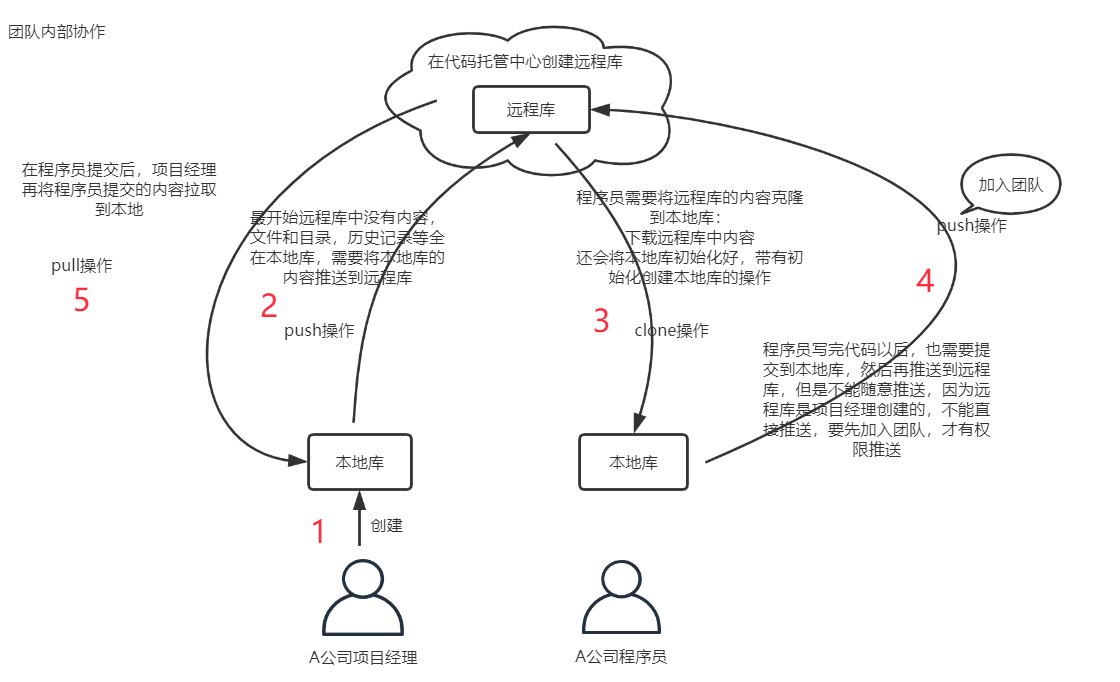 团队内部协作
在代码托管中心创建远程库
远程库
在程序员提交后，项目经理
再将程序员提交的内容拉取
到本地
pull操作
5
最开始远程库中没有内容，
文件和目录，历史记录等全
在本地库，需要将本地库的
内容推送到远程库
2
push操作
程序员需要将远程库的内容克隆
到本地库：
下载远程库中内容
还会将本地库初始化好，带有初
始化创建本地库的操作
3
clone操作
加入团队
push操作
4
程序员写完代码以后，也需要提
交到本地库，然后再推送到远程
库，但是不能随意推送，因为远
程库是项目经理创建的，不能直
接推送，要先加入团队，才有权
限推送
本地库
本地库
1
创建
A公司项目经理
A公司程序员